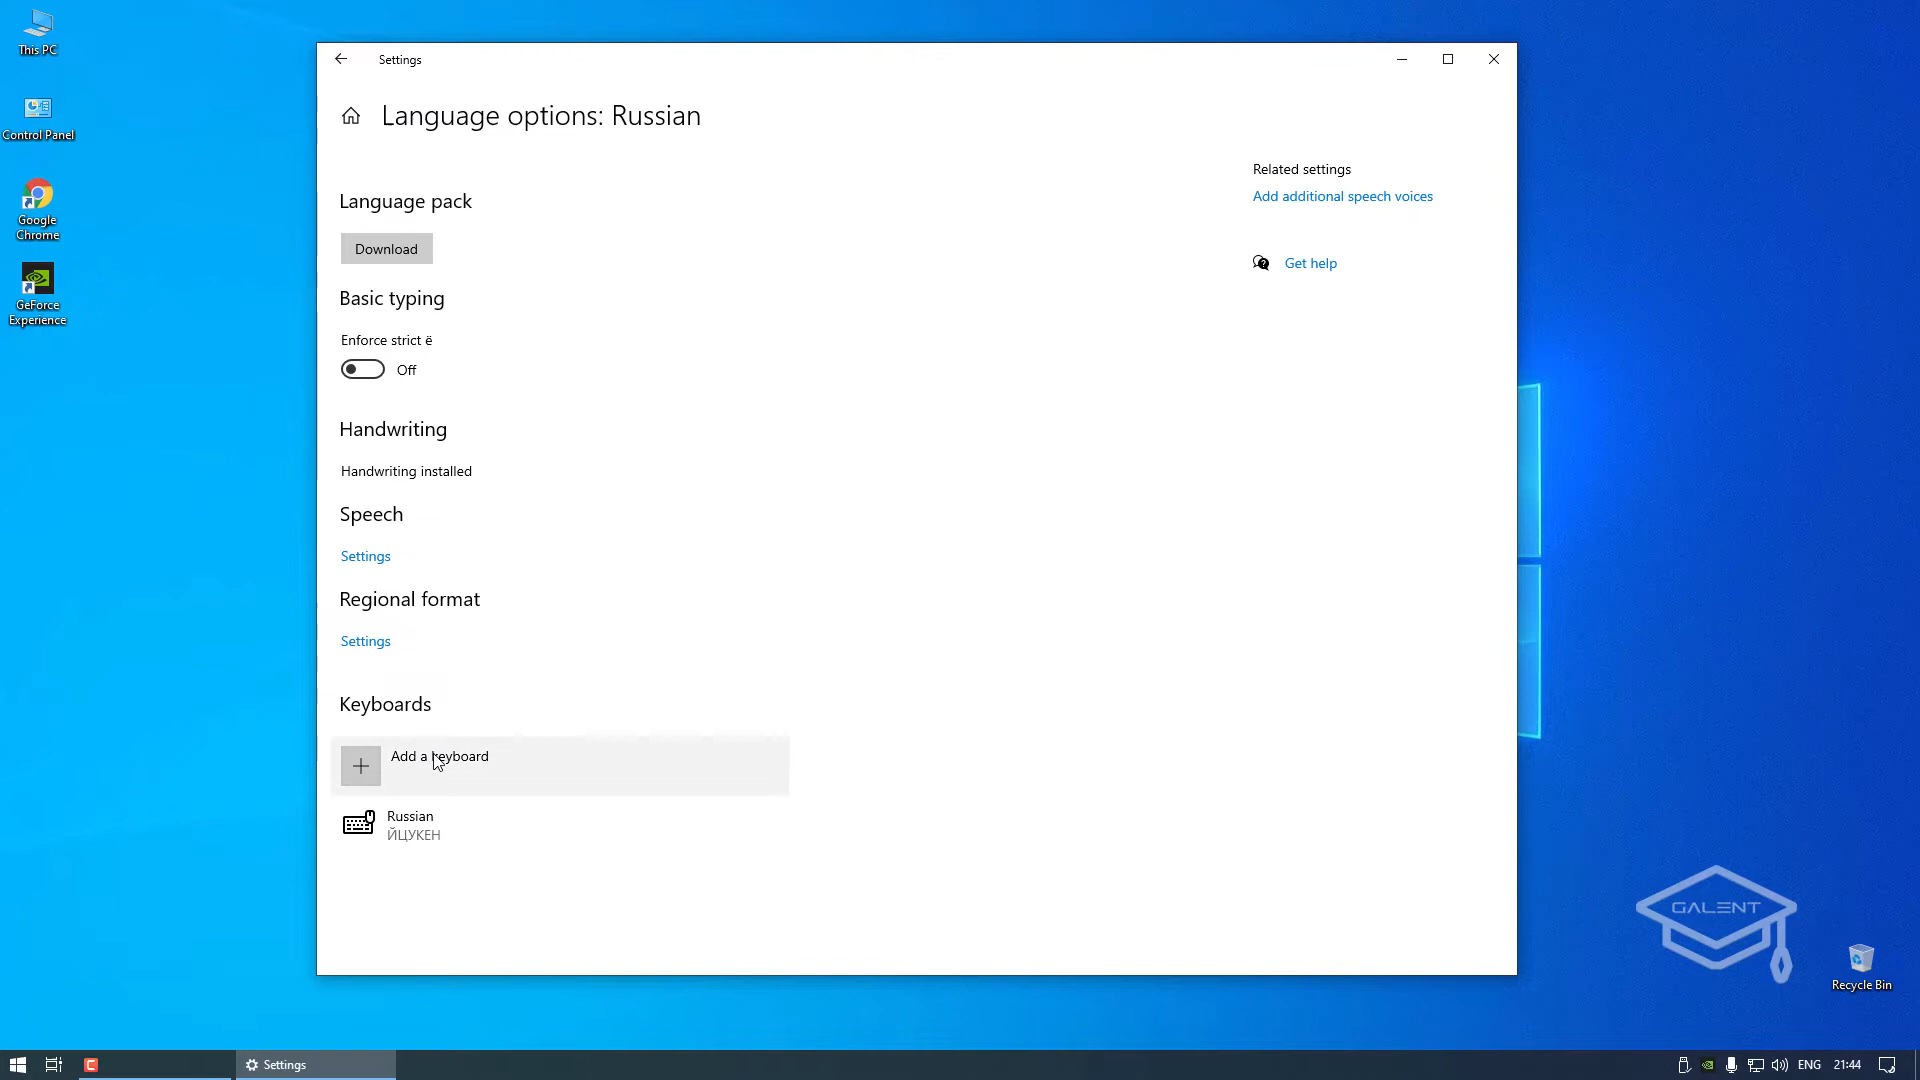 This PC
Control Panel
Google
Chrome
GeForce
Experience
Settings
Language options: Russian
Language pack
Download
Basic typing
Enforce strict ё
Off
Handwriting
Handwriting installed
Speech
Settings
Regional format
Settings
Keyboards
Add a keyboard
Russian
ЙЦУКЕН
Related settings
Add additional speech voices
Get help
GALENT
Recycle Bin
Settings
ENG
21:44